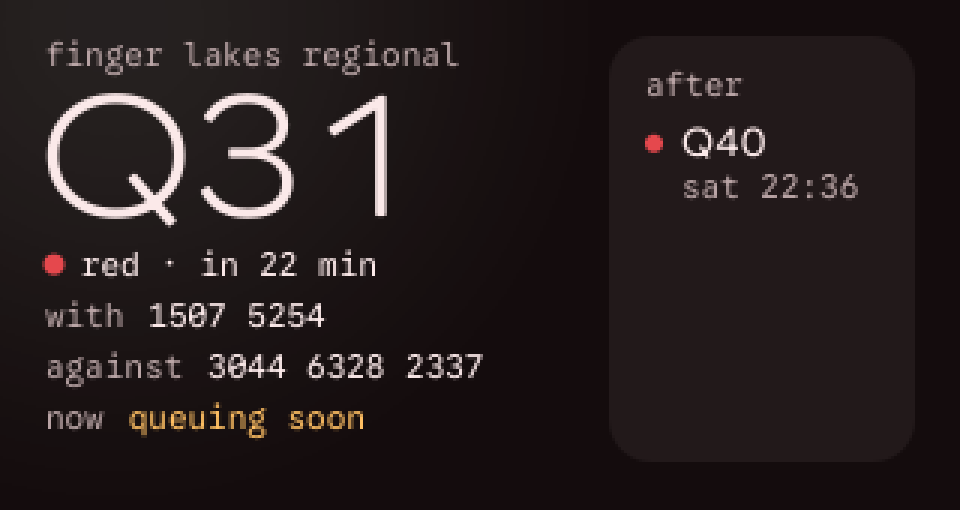 finger lakes regional
Q31
red · in 22 min
with 1507 5254
against 3044 6328 2337
now queuing soon
after
Q40
sat 22:36